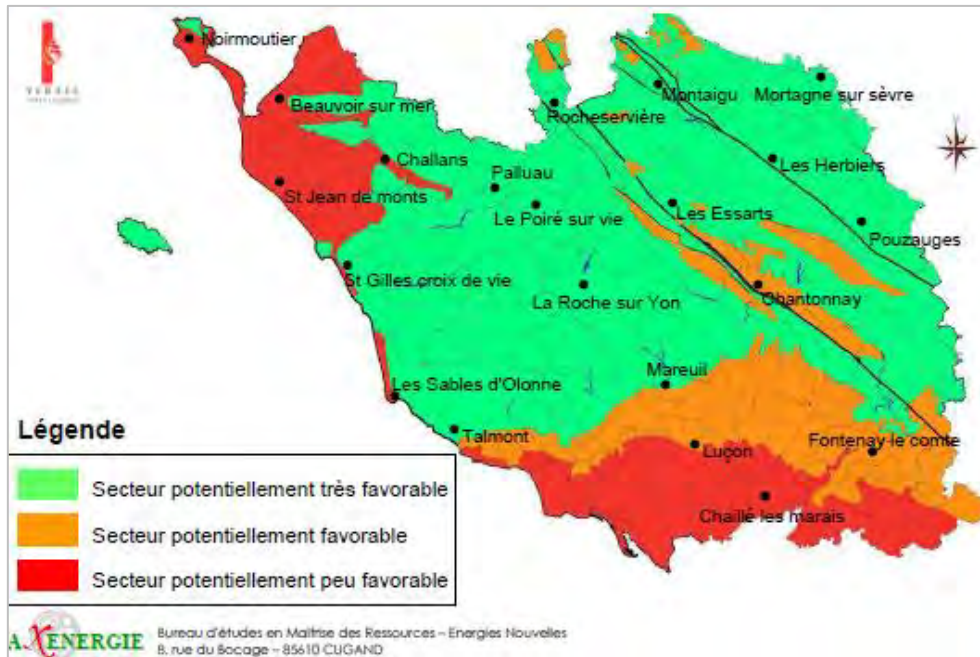 Noirmoutier
Beauvoir sur mer
Challans
St Jean de monts
Palluau
Le Poiré sur vie
Rocheservière
Montaigu
Mortagne sur sèvre
Les Herbiers
Les Essarts
Pouzauges
St Gilles croix de vie
La Roche sur Yon
Chantonnay
Mareuil
Les Sables d'Olonne
Talmont
Luçon
Fontenay le comte
Chaillé les marais
Légende
Secteur potentiellement très favorable
Secteur potentiellement favorable
Secteur potentiellement peu favorable
AXENERGIE
Bureau d'études en Maîtrise des Ressources – Energies Nouvelles
8, rue du Bocage – 85610 CUGAND